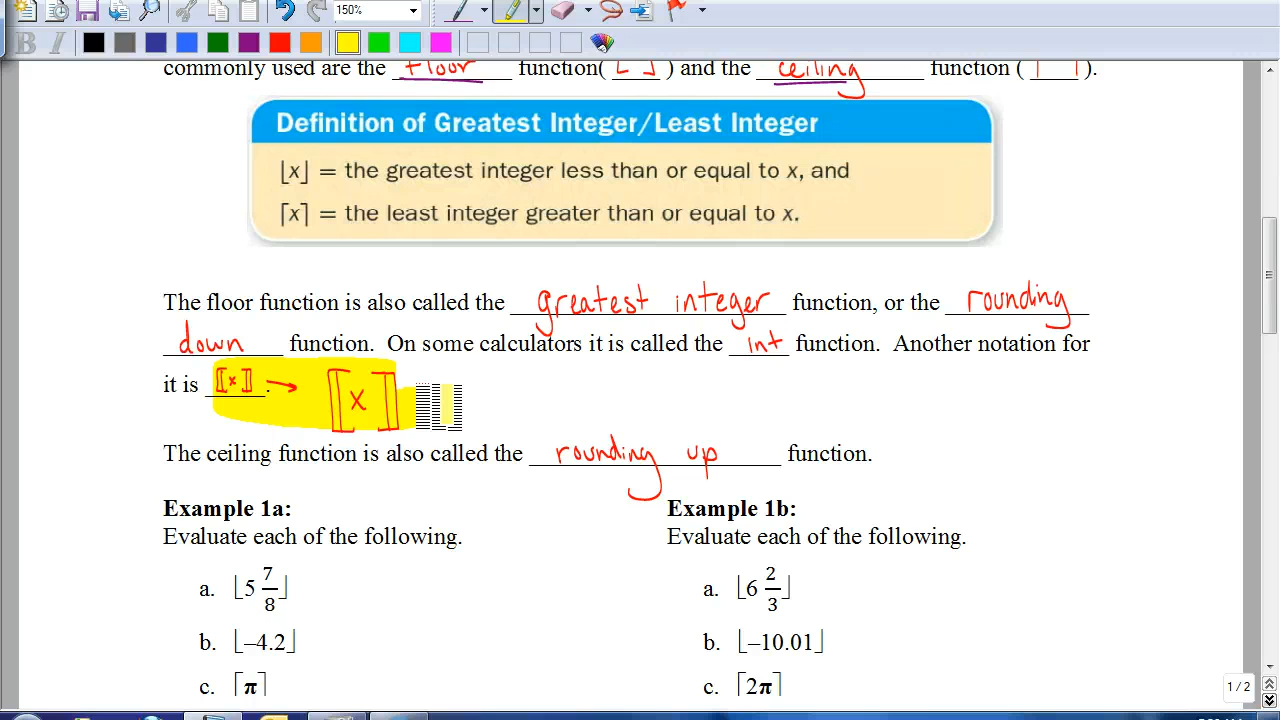 150%
B I
commonly used are the floor function( ⌊ ⌋ ) and the ceiling function ( ⌈ ⌉ ).
Definition of Greatest Integer/Least Integer
⌊x⌋ = the greatest integer less than or equal to x, and
⌈x⌉ = the least integer greater than or equal to x.
The floor function is also called the greatest integer function, or the rounding
down function. On some calculators it is called the int function. Another notation for
it is ⟦x⟧. → ⟦x⟧
The ceiling function is also called the rounding up function.
Example 1a: Example 1b:
Evaluate each of the following. Evaluate each of the following.
a. ⌊5 7/8⌋ a. ⌊6 2/3⌋
b. ⌊–4.2⌋ b. ⌊–10.01⌋
c. ⌈π⌉ c. ⌈2π⌉
1 / 2